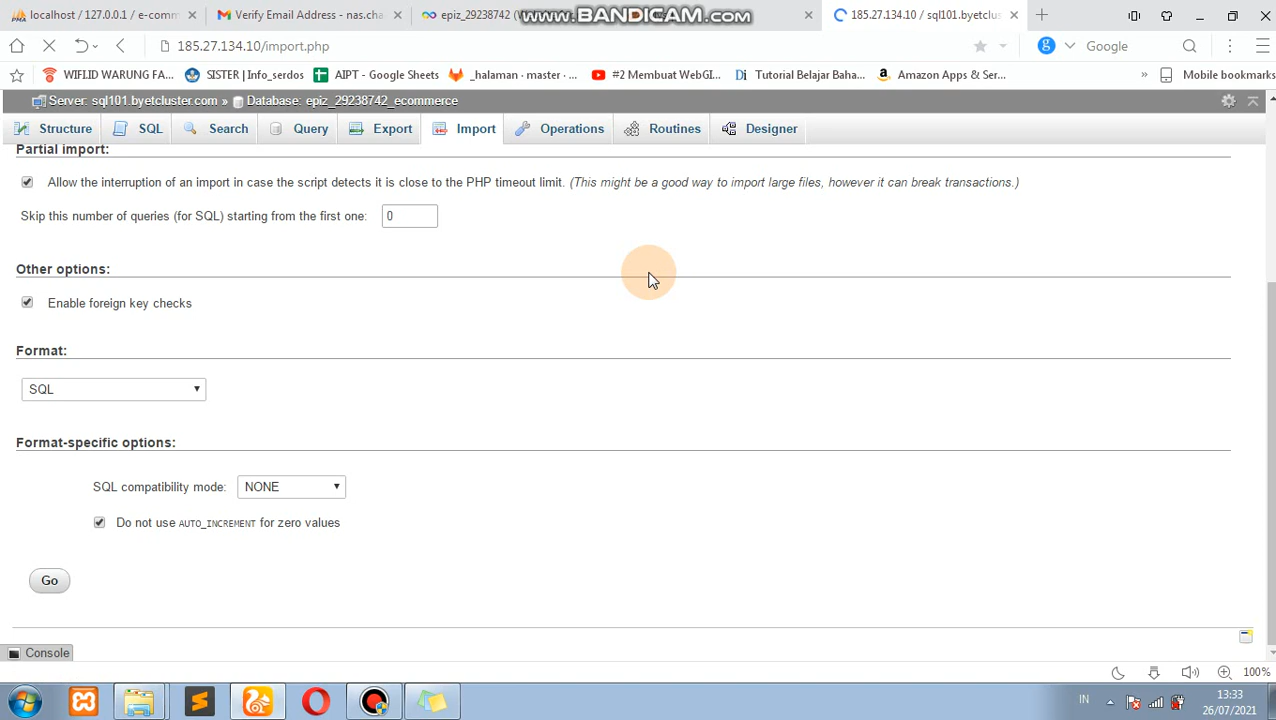 localhost / 127.0.0.1 / e-comm
Verify Email Address - nas.cha
epiz_29238742 (
www.BANDICAM.com
185.27.134.10 / sql101.byetclus
185.27.134.10/import.php
Google
WIFI.ID WARUNG FA...
SISTER | Info_serdos
AIPT - Google Sheets
_halaman · master · ...
#2 Membuat WebGI...
Tutorial Belajar Baha...
Amazon Apps & Ser...
»
Mobile bookmarks
Server: sql101.byetcluster.com » Database: epiz_29238742_ecommerce
Structure
SQL
Search
Query
Export
Import
Operations
Routines
Designer
Partial import:
Allow the interruption of an import in case the script detects it is close to the PHP timeout limit. (This might be a good way to import large files, however it can break transactions.)
Skip this number of queries (for SQL) starting from the first one: 0
Other options:
Enable foreign key checks
Format:
SQL
Format-specific options:
SQL compatibility mode: NONE
Do not use AUTO_INCREMENT for zero values
Go
Console
100%
IN
13:33
26/07/2021